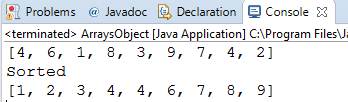 Problems @ Javadoc Declaration Console
<terminated> ArraysObject [Java Application] C:\Program Files\Ja
[4, 6, 1, 8, 3, 9, 7, 4, 2]
Sorted
[1, 2, 3, 4, 4, 6, 7, 8, 9]